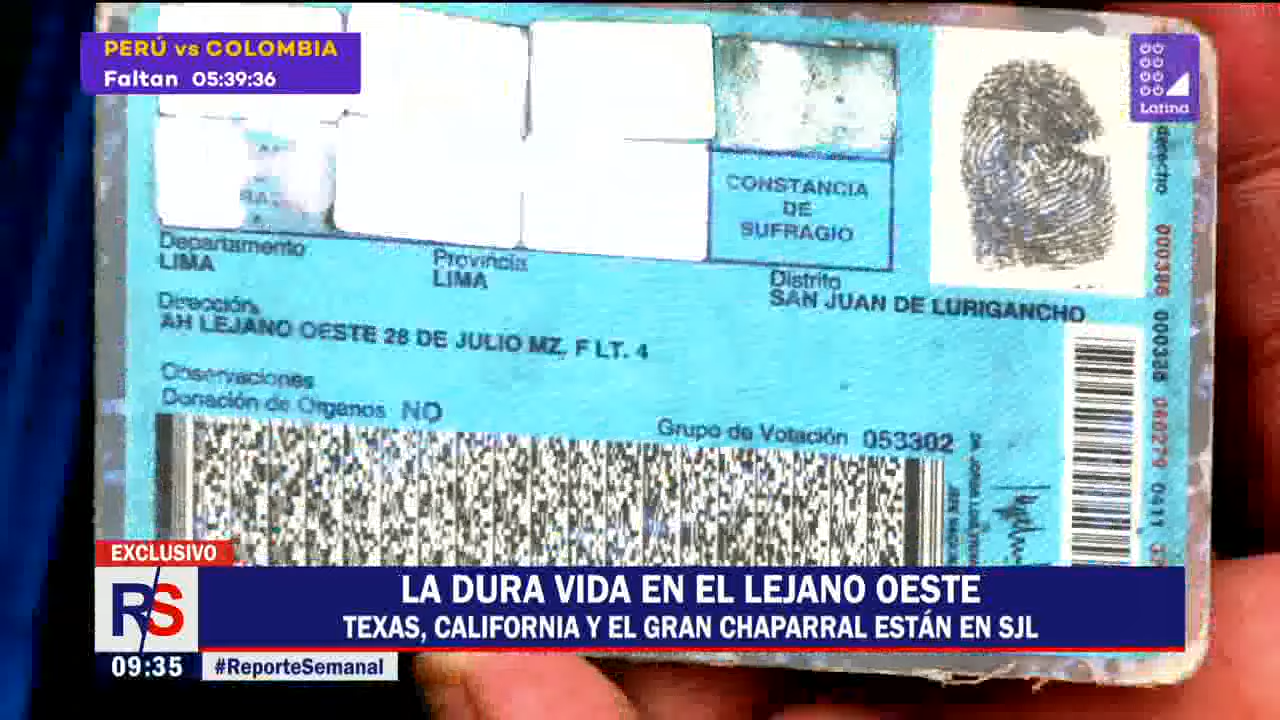 PERÚ vs COLOMBIA
Faltan 05:39:36
Latina
CONSTANCIA
DE
SUFRAGIO
derecho
Departamento
LIMA
Provincia
LIMA
Distrito
SAN JUAN DE LURIGANCHO
Dirección
AH LEJANO OESTE 28 DE JULIO MZ. F LT. 4
Observaciones
Donación de Organos NO
Grupo de Votación 053302
EXCLUSIVO
RS
LA DURA VIDA EN EL LEJANO OESTE
TEXAS, CALIFORNIA Y EL GRAN CHAPARRAL ESTÁN EN SJL
09:35
#ReporteSemanal